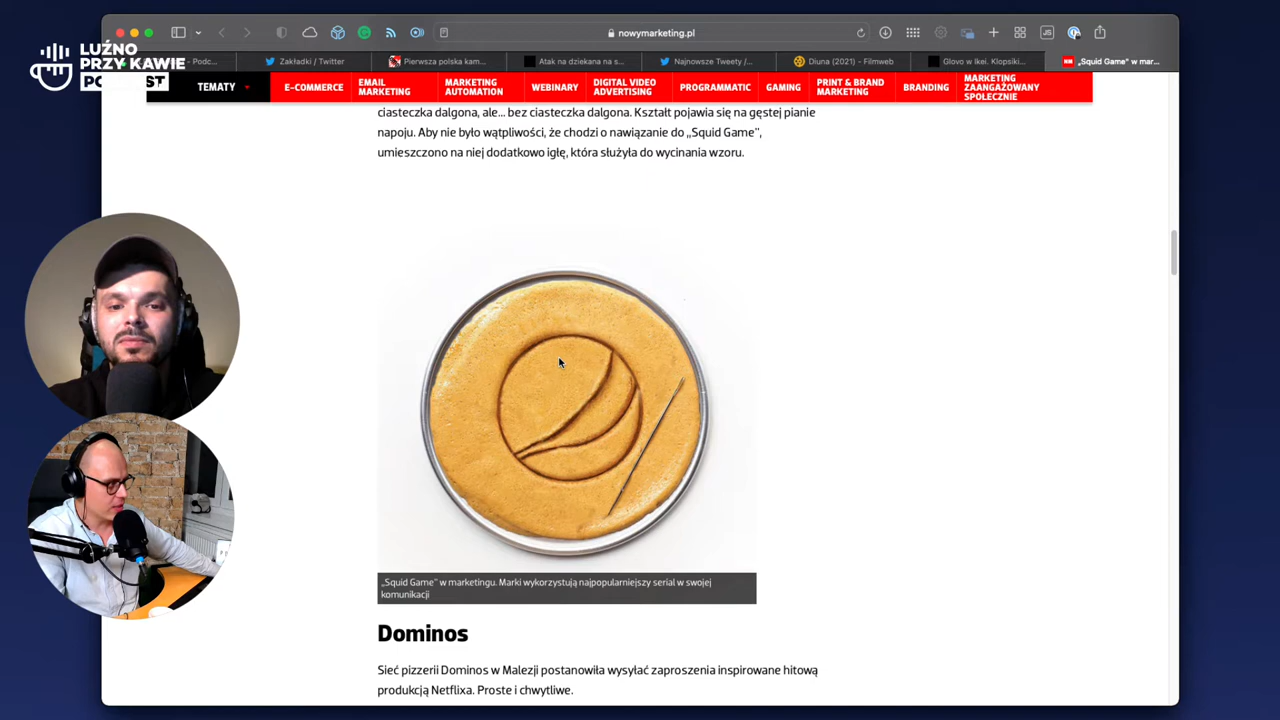 LUŹNO
PRZY KAWIE
PODCAST
nowymarketing.pl
- Podc...
Zakładki / Twitter
Pierwsza polska kam...
Atak na dziekana na s...
Najnowsze Tweety /...
Diuna (2021) – Filmweb
Glovo w Ikei. Klopsiki...
„Squid Game” w mar...
TEMATY
E-COMMERCE
EMAIL
MARKETING
MARKETING
AUTOMATION
WEBINARY
DIGITAL VIDEO
ADVERTISING
PROGRAMMATIC
GAMING
PRINT & BRAND
MARKETING
BRANDING
MARKETING
ZAANGAŻOWANY
SPOŁECZNIE
ciasteczka dalgona, ale... bez ciasteczka dalgona. Kształt pojawia się na gęstej pianie
napoju. Aby nie było wątpliwości, że chodzi o nawiązanie do „Squid Game”,
umieszczono na niej dodatkowo igłę, która służyła do wycinania wzoru.
„Squid Game” w marketingu. Marki wykorzystują najpopularniejszy serial w swojej
komunikacji
Dominos
Sieć pizzerii Dominos w Malezji postanowiła wysyłać zaproszenia inspirowane hitową
produkcją Netflixa. Proste i chwytliwe.